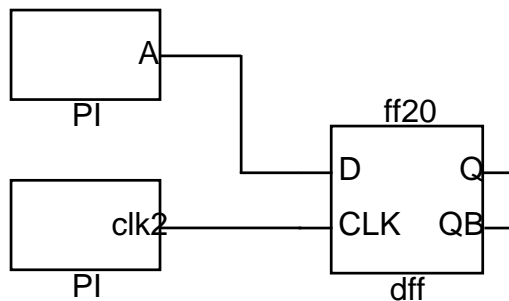 A
PI
ff20
D Q
clk2 CLK QB
PI
dff